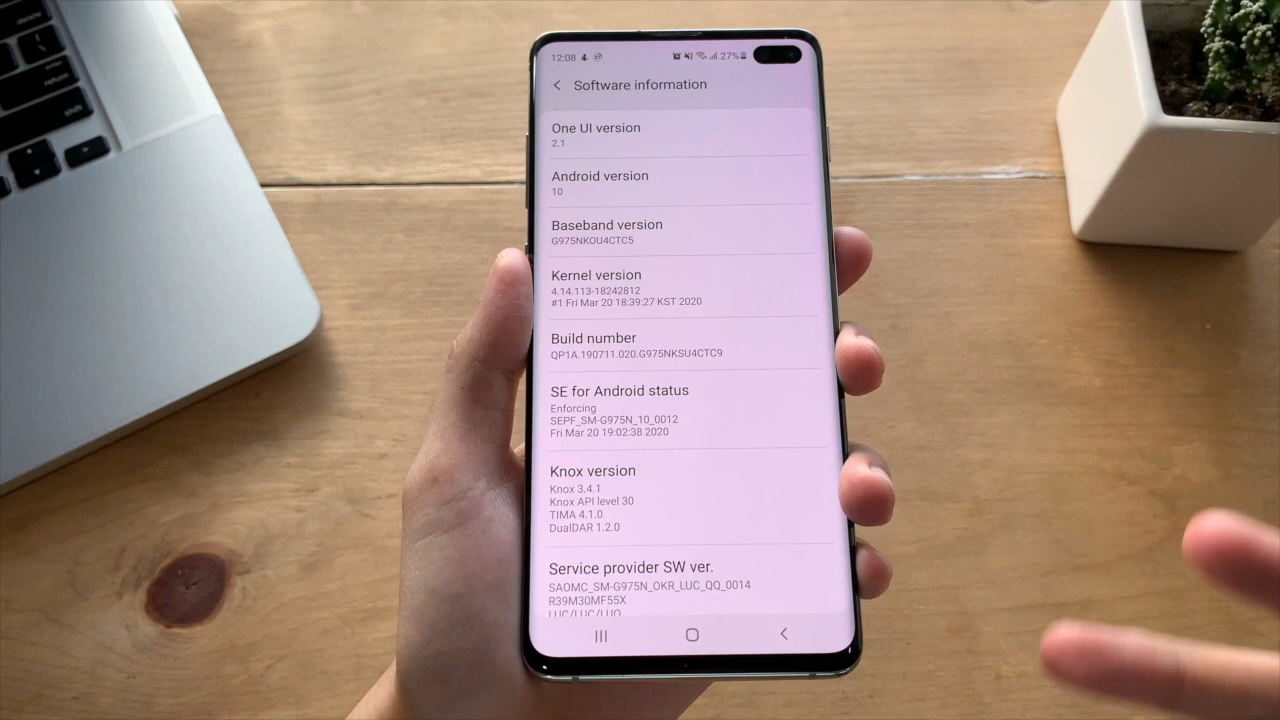 delete
return
shift
12:08 27%
Software information
One UI version
2.1
Android version
10
Baseband version
G975NKOU4CTC5
Kernel version
4.14.113-18242812
#1 Fri Mar 20 18:39:27 KST 2020
Build number
QP1A.190711.020.G975NKSU4CTC9
SE for Android status
Enforcing
SEPF_SM-G975N_10_0012
Fri Mar 20 19:02:38 2020
Knox version
Knox 3.4.1
Knox API level 30
TIMA 4.1.0
DualDAR 1.2.0
Service provider SW ver.
SAOMC_SM-G975N_OKR_LUC_QQ_0014
R39M30MF55X
LUC/LUC/LUO